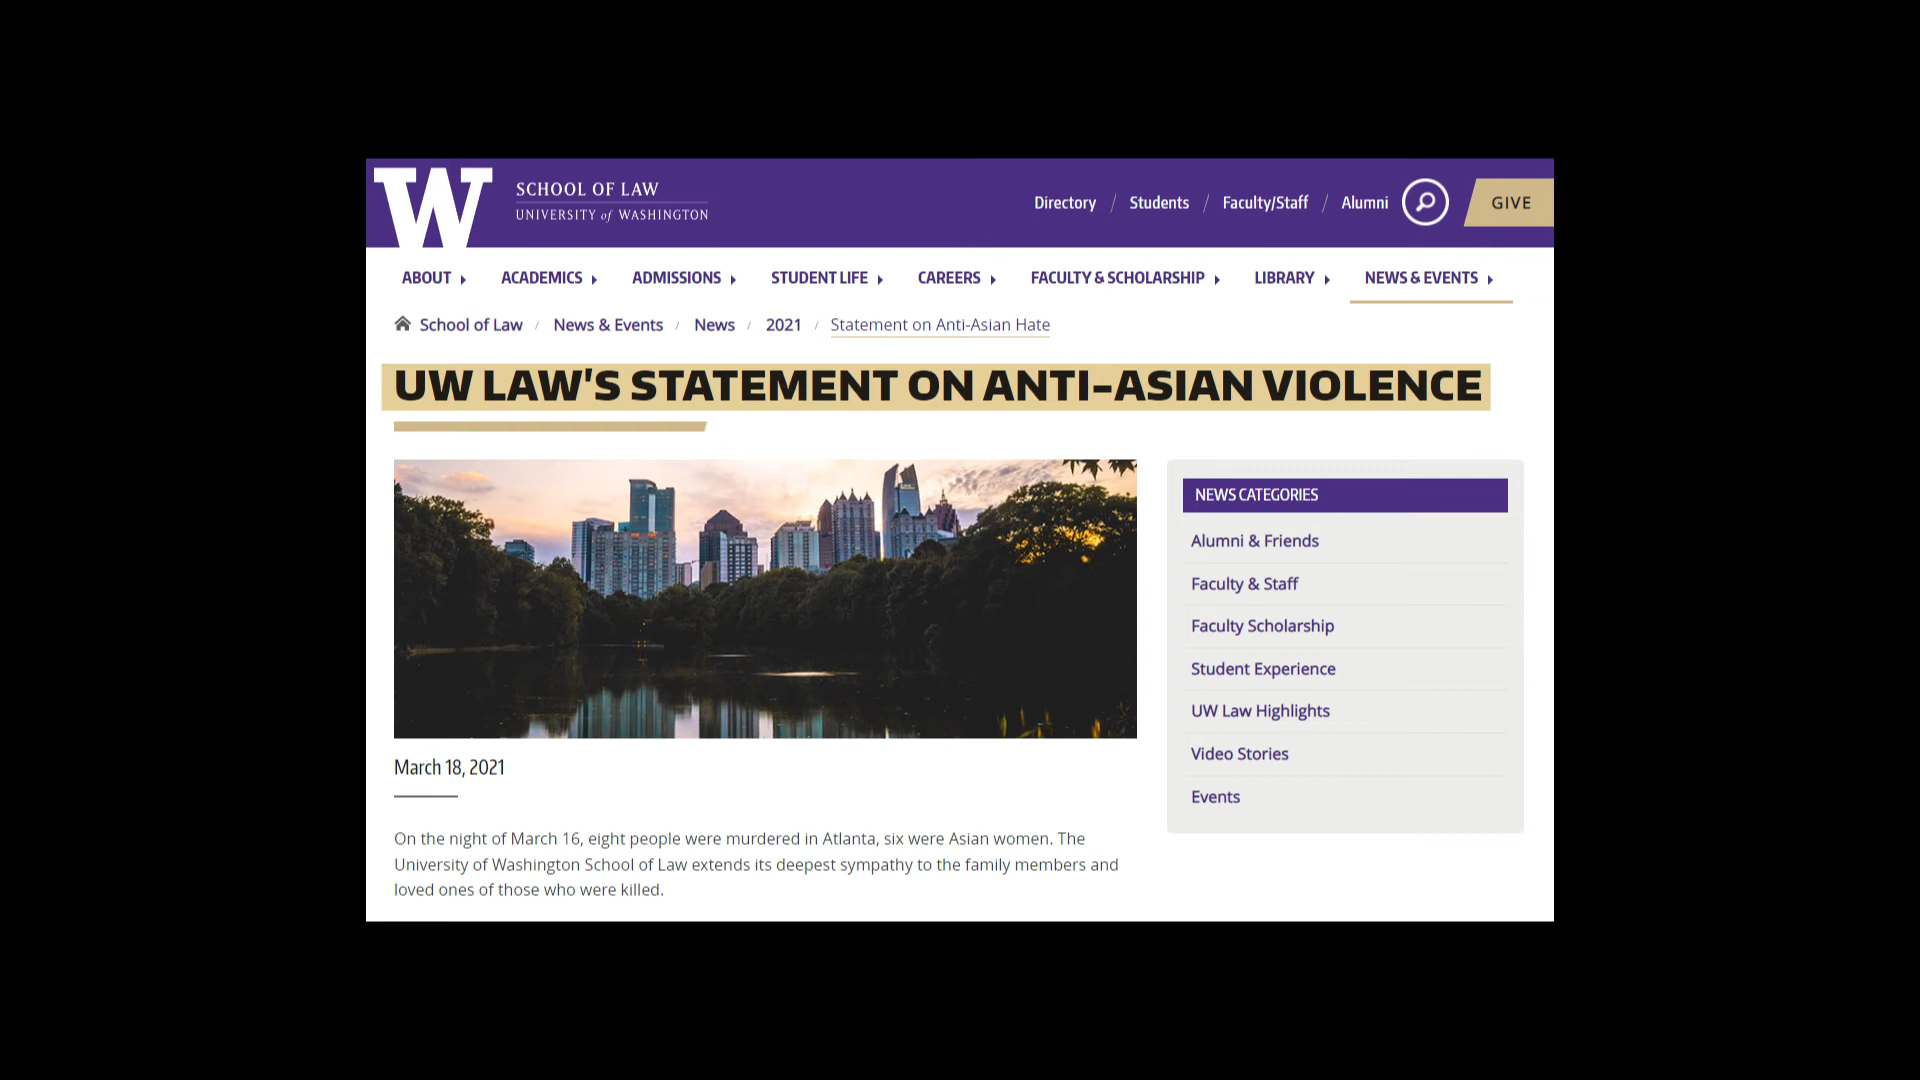 W
SCHOOL OF LAW
UNIVERSITY of WASHINGTON
Directory / Students / Faculty/Staff / Alumni
GIVE
ABOUT ACADEMICS ADMISSIONS STUDENT LIFE CAREERS FACULTY & SCHOLARSHIP LIBRARY NEWS & EVENTS
School of Law / News & Events / News / 2021 / Statement on Anti-Asian Hate
UW LAW'S STATEMENT ON ANTI-ASIAN VIOLENCE
March 18, 2021
On the night of March 16, eight people were murdered in Atlanta, six were Asian women. The
University of Washington School of Law extends its deepest sympathy to the family members and
loved ones of those who were killed.
NEWS CATEGORIES
Alumni & Friends
Faculty & Staff
Faculty Scholarship
Student Experience
UW Law Highlights
Video Stories
Events